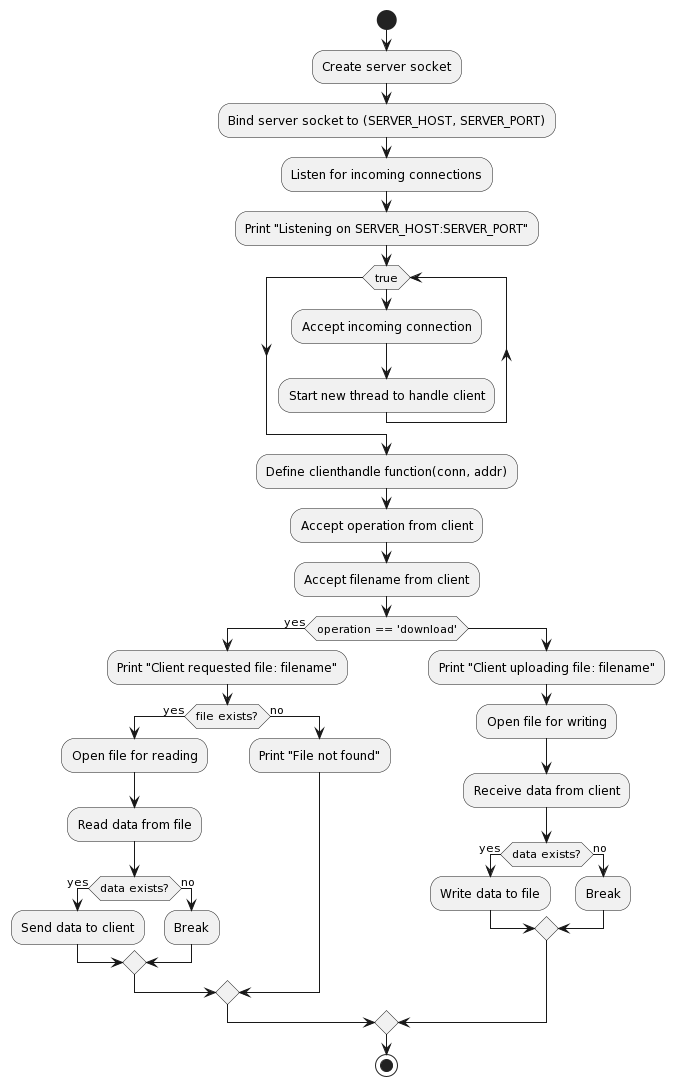 Create server socket
Bind server socket to (SERVER_HOST, SERVER_PORT)
Listen for incoming connections
Print "Listening on SERVER_HOST:SERVER_PORT"
true
Accept incoming connection
Start new thread to handle client
Define clienthandle function(conn, addr)
Accept operation from client
Accept filename from client
yes
operation == 'download'
Print "Client requested file: filename"
yes
file exists?
no
Open file for reading
Print "File not found"
Read data from file
yes
data exists?
no
Send data to client
Break
Print "Client uploading file: filename"
Open file for writing
Receive data from client
yes
data exists?
no
Write data to file
Break